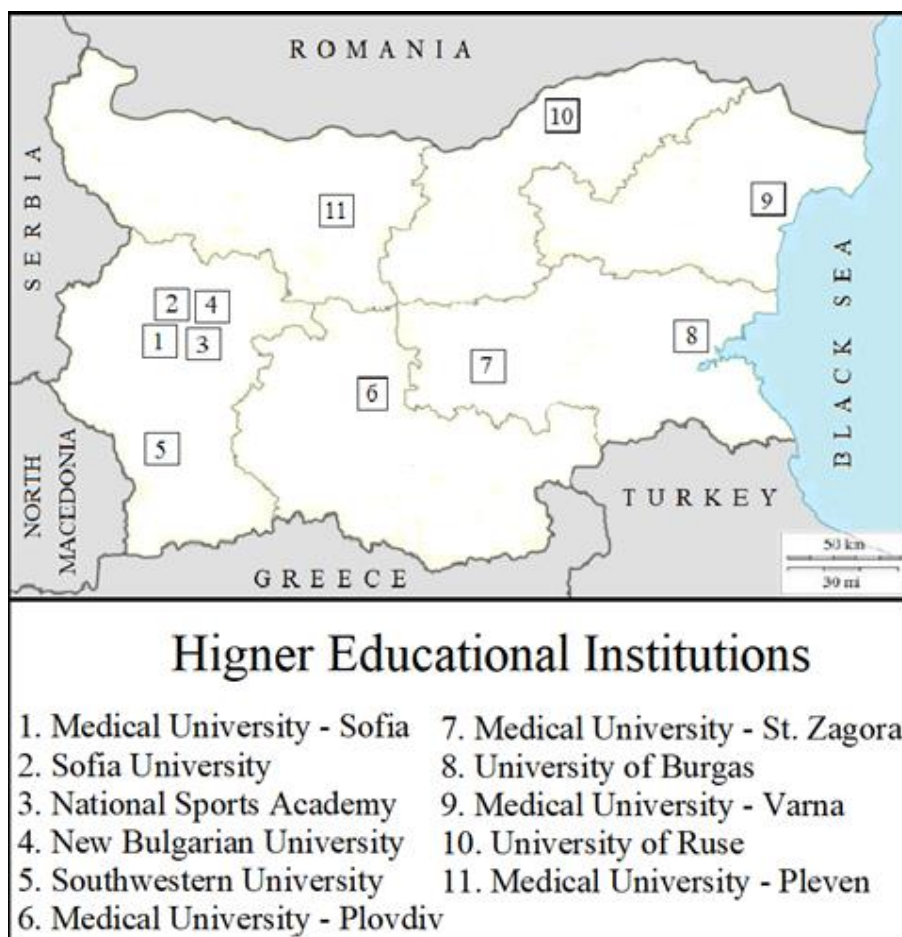 ROMANIA
SERBIA
10
11
9
2
4
1
3
8
7
6
5
BLACK SEA
NORTH
MACEDONIA
TURKEY
GREECE
50 km
30 mi
Higner Educational Institutions
1. Medical University - Sofia
2. Sofia University
3. National Sports Academy
4. New Bulgarian University
5. Southwestern University
6. Medical University - Plovdiv
7. Medical University - St. Zagora
8. University of Burgas
9. Medical University - Varna
10. University of Ruse
11. Medical University - Pleven